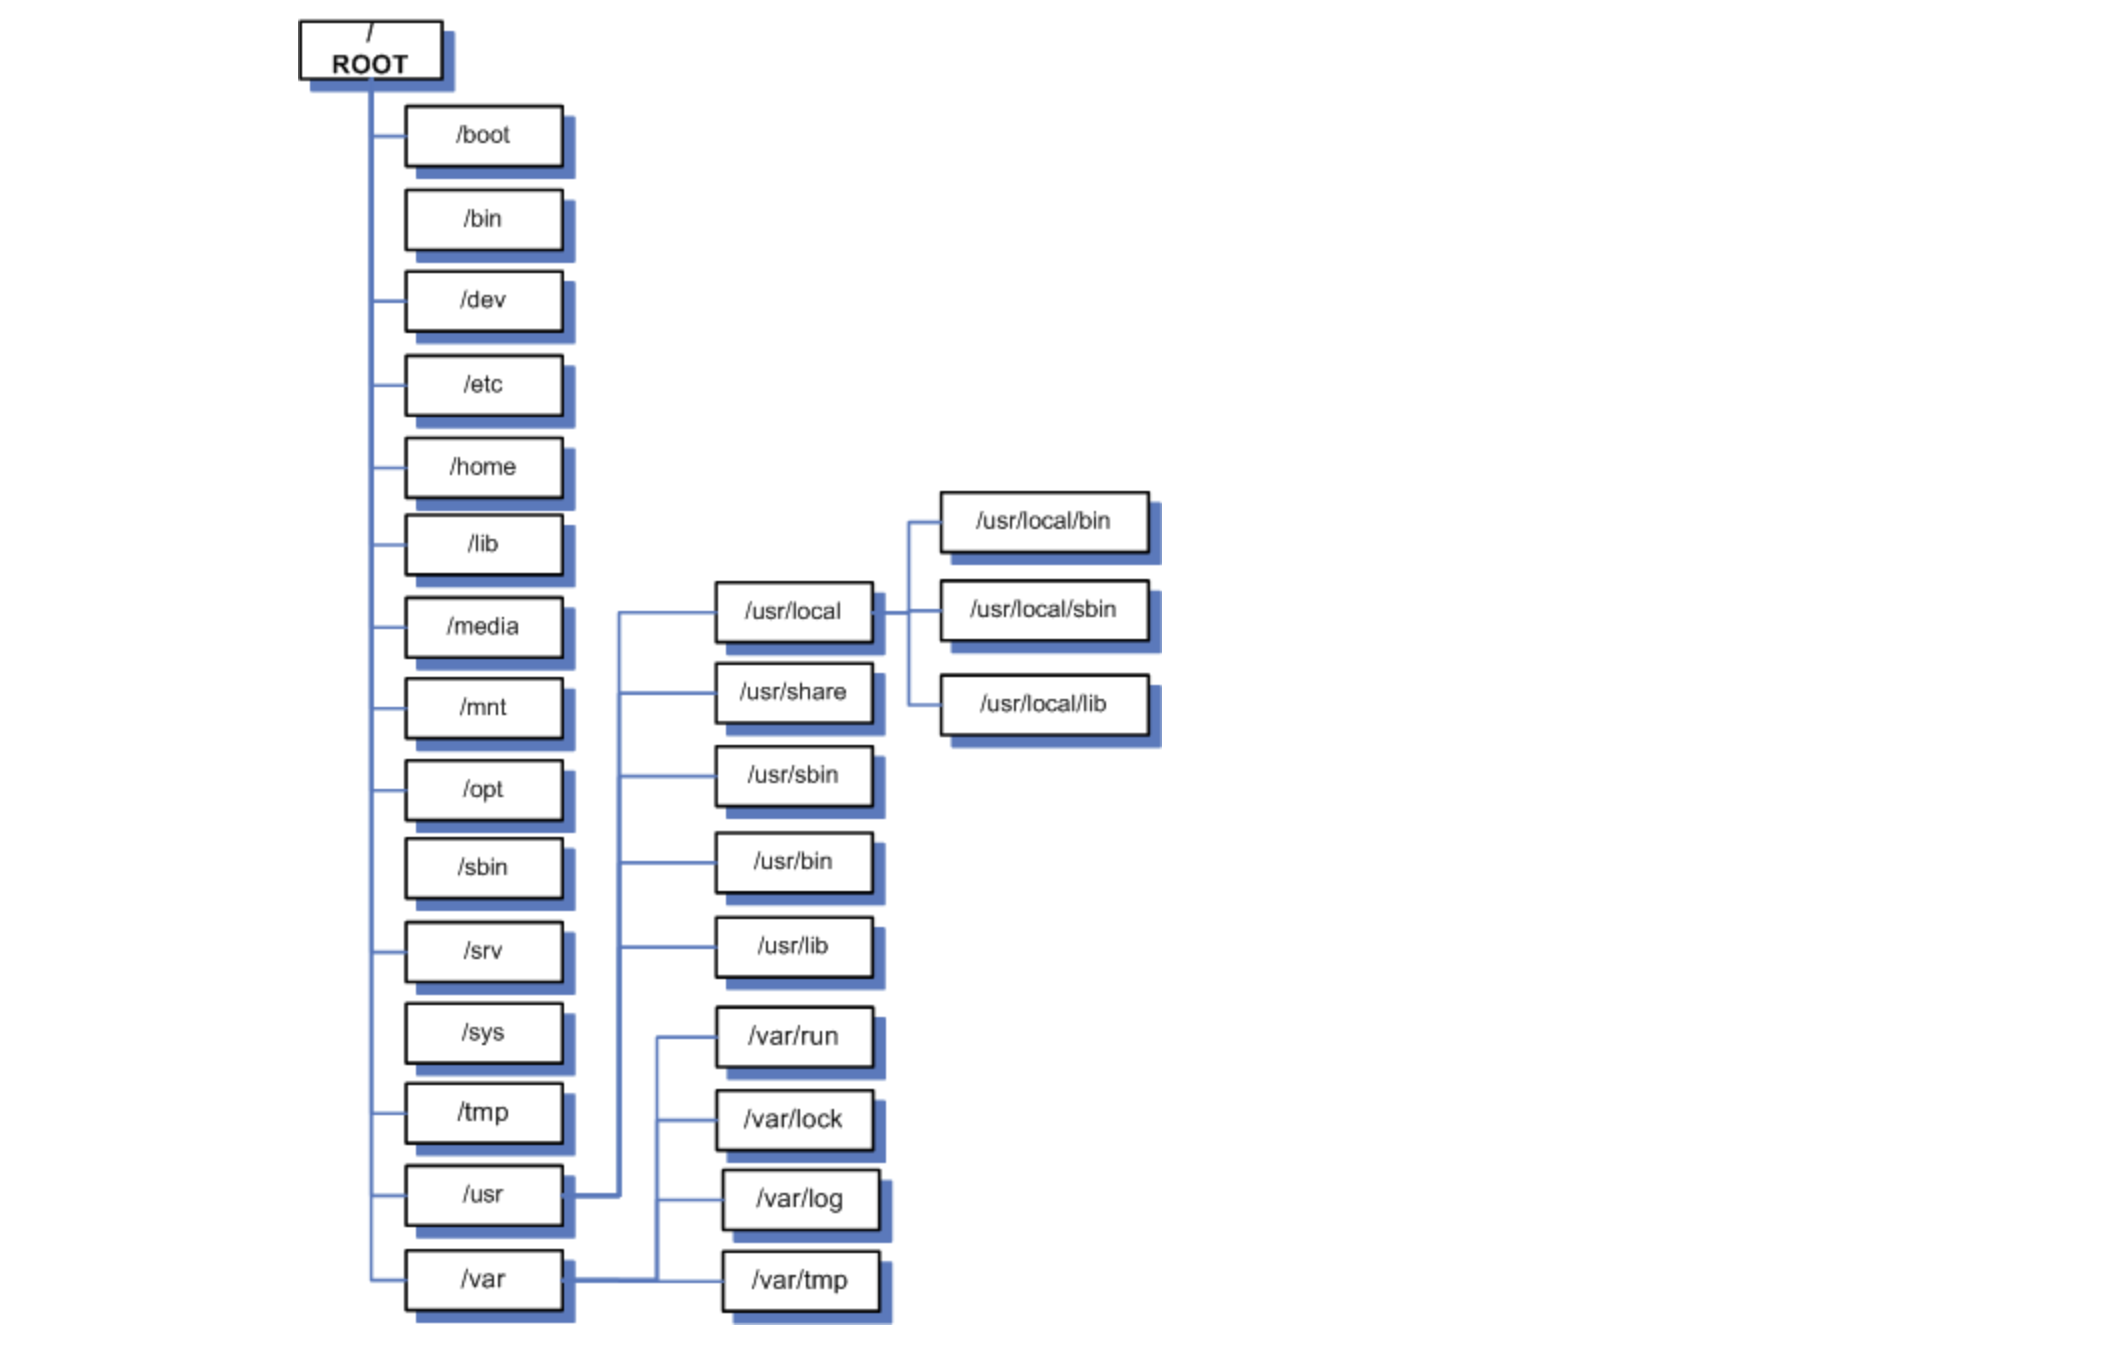 /
ROOT
/boot
/bin
/dev
/etc
/home
/lib
/media
/mnt
/opt
/sbin
/srv
/sys
/tmp
/usr
/var
/usr/local
/usr/share
/usr/sbin
/usr/bin
/usr/lib
/var/run
/var/lock
/var/log
/var/tmp
/usr/local/bin
/usr/local/sbin
/usr/local/lib